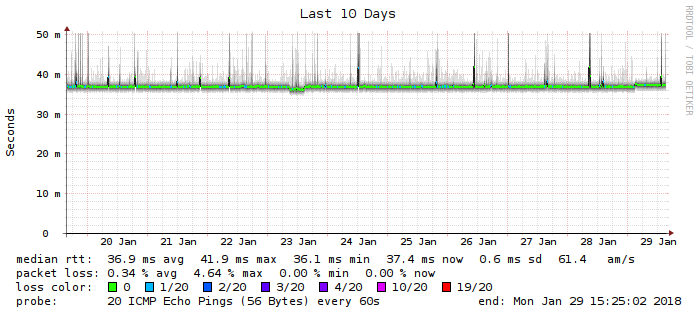 Last 10 Days
RRDTOOL / TOBI OETIKER
Seconds
50 m
40 m
30 m
20 m
10 m
0
20 Jan 21 Jan 22 Jan 23 Jan 24 Jan 25 Jan 26 Jan 27 Jan 28 Jan 29 Jan
median rtt: 36.9 ms avg 41.9 ms max 36.1 ms min 37.4 ms now 0.6 ms sd 61.4 am/s
packet loss: 0.34 % avg 4.64 % max 0.00 % min 0.00 % now
loss color: 0 1/20 2/20 3/20 4/20 10/20 19/20
probe: 20 ICMP Echo Pings (56 Bytes) every 60s end: Mon Jan 29 15:25:02 2018